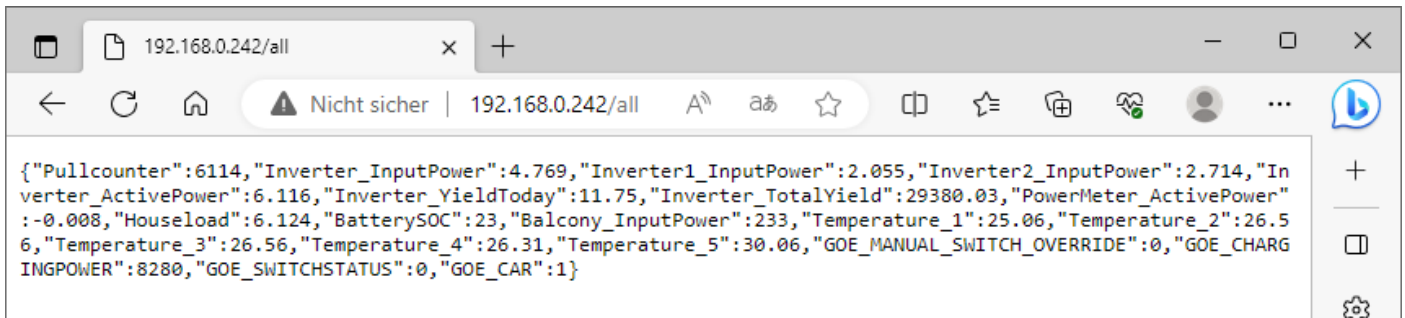 192.168.0.242/all
Nicht sicher 192.168.0.242/all A aあ
{"Pullcounter":6114,"Inverter_InputPower":4.769,"Inverter1_InputPower":2.055,"Inverter2_InputPower":2.714,"In
verter_ActivePower":6.116,"Inverter_YieldToday":11.75,"Inverter_TotalYield":29380.03,"PowerMeter_ActivePower"
:-0.008,"Houseload":6.124,"BatterySOC":23,"Balcony_InputPower":233,"Temperature_1":25.06,"Temperature_2":26.5
6,"Temperature_3":26.56,"Temperature_4":26.31,"Temperature_5":30.06,"GOE_MANUAL_SWITCH_OVERRIDE":0,"GOE_CHARG
INGPOWER":8280,"GOE_SWITCHSTATUS":0,"GOE_CAR":1}